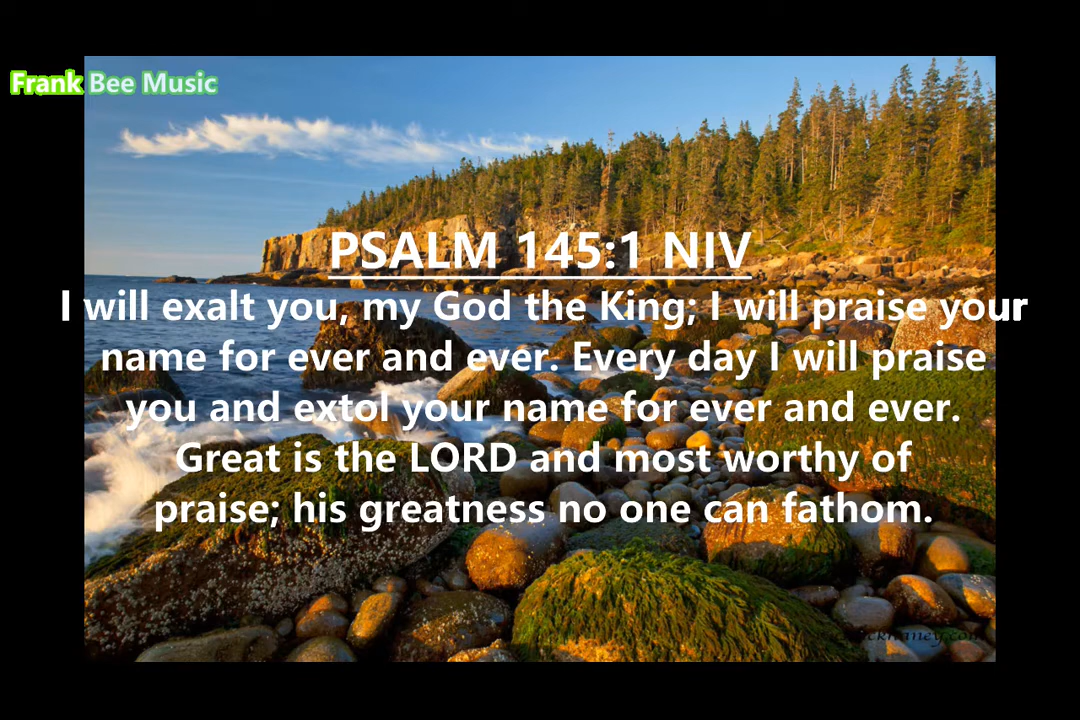 Frank Bee Music
PSALM 145:1 NIV
I will exalt you, my God the King; I will praise your
name for ever and ever. Every day I will praise
you and extol your name for ever and ever.
Great is the LORD and most worthy of
praise; his greatness no one can fathom.